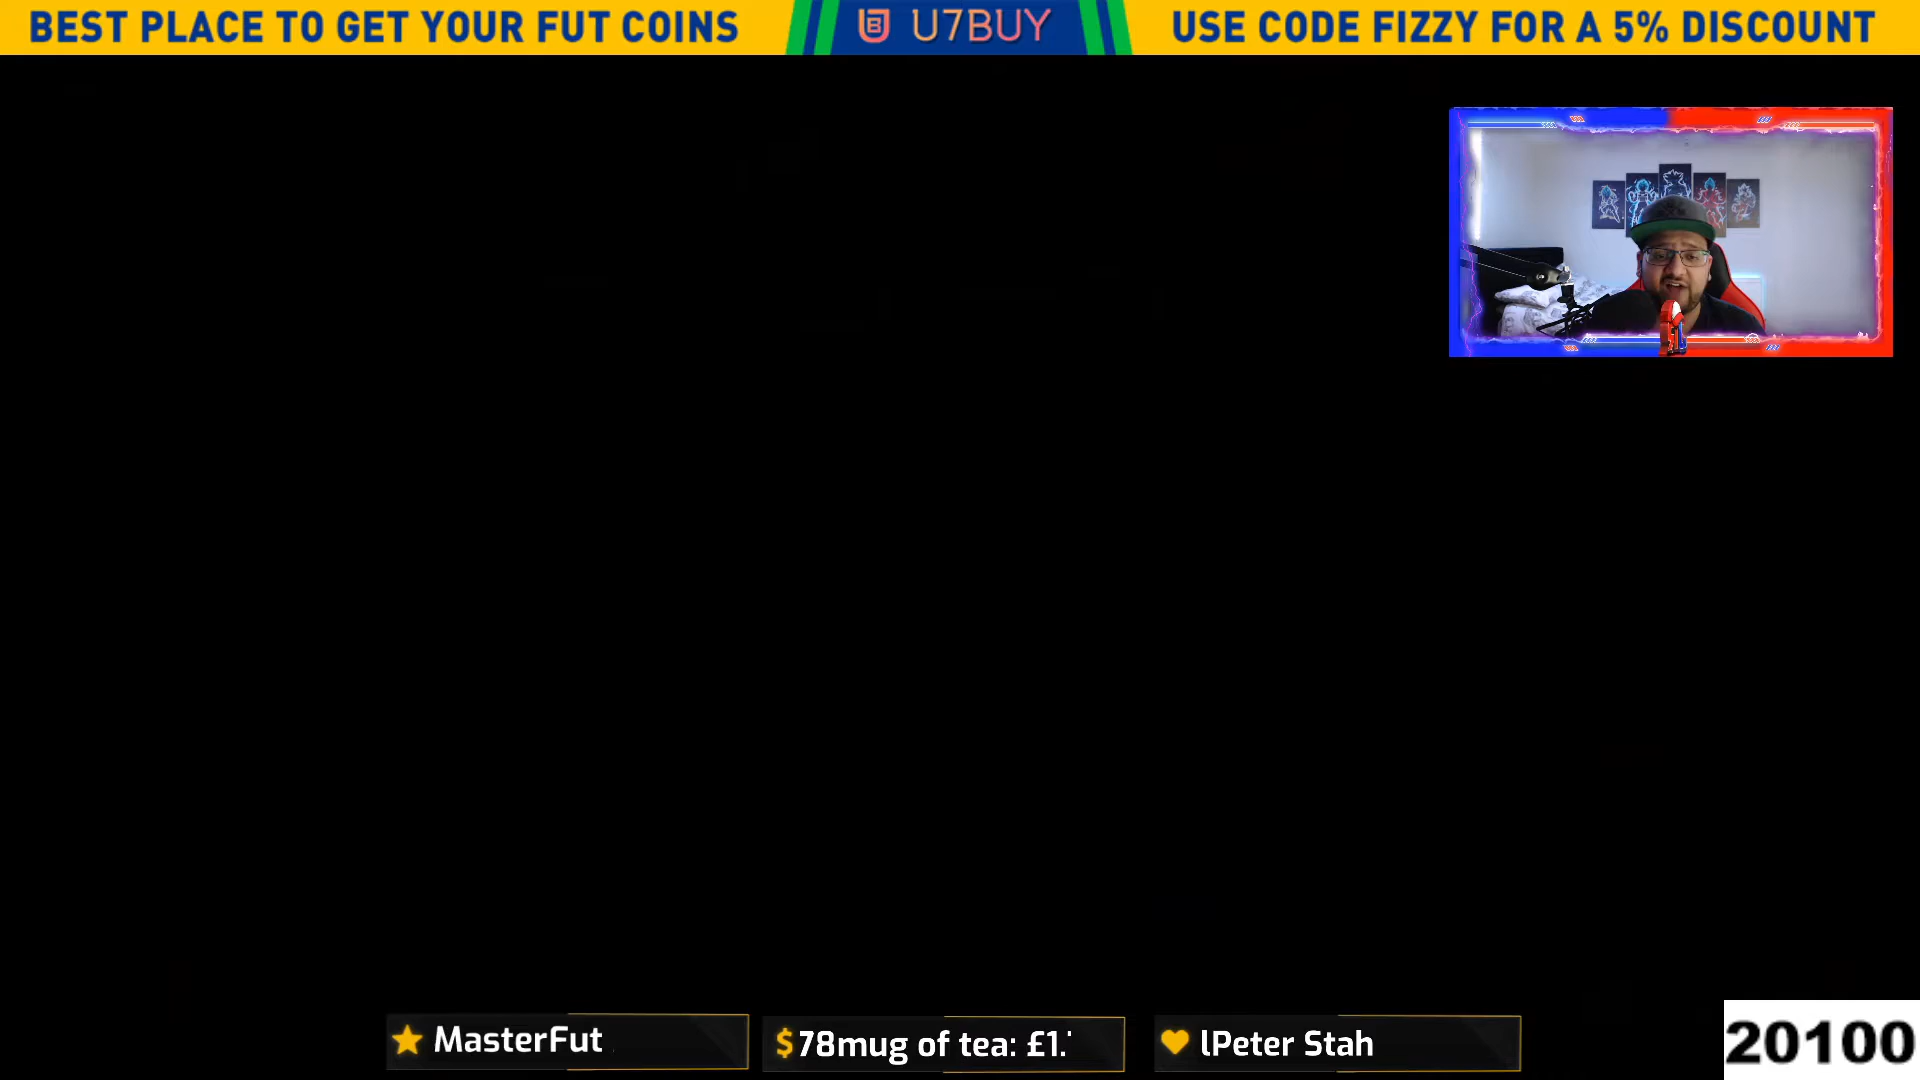 BEST PLACE TO GET YOUR FUT COINS
U7BUY
USE CODE FIZZY FOR A 5% DISCOUNT
MasterFut
$78mug of tea: £1.
lPeter Stah
20100